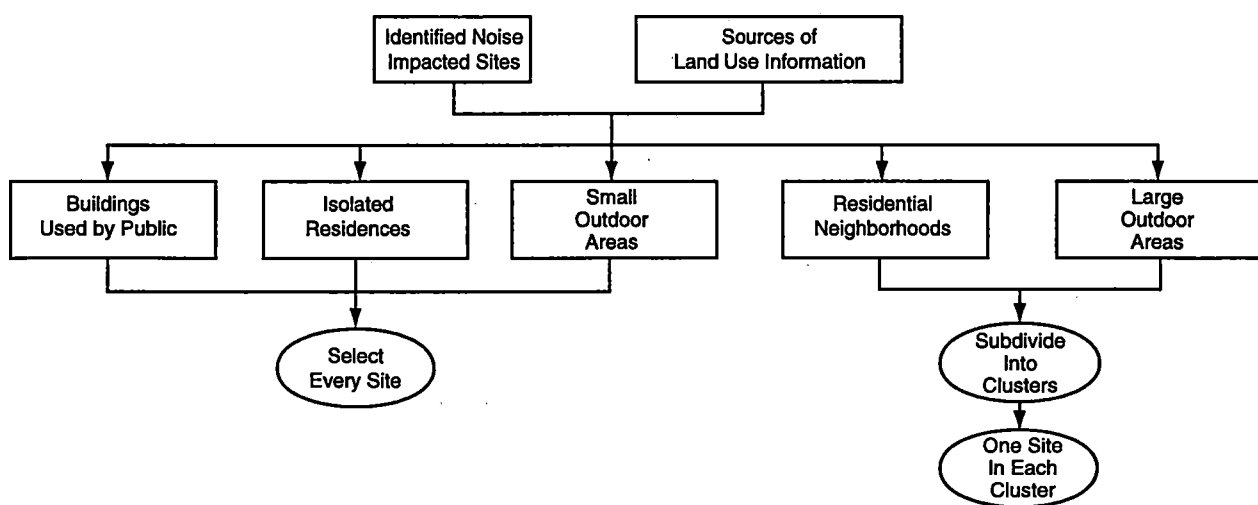 Identified Noise
Impacted Sites
Sources of
Land Use Information
Buildings
Used by Public
Isolated
Residences
Small
Outdoor
Areas
Residential
Neighborhoods
Large
Outdoor
Areas
Select
Every Site
Subdivide
Into
Clusters
One Site
In Each
Cluster